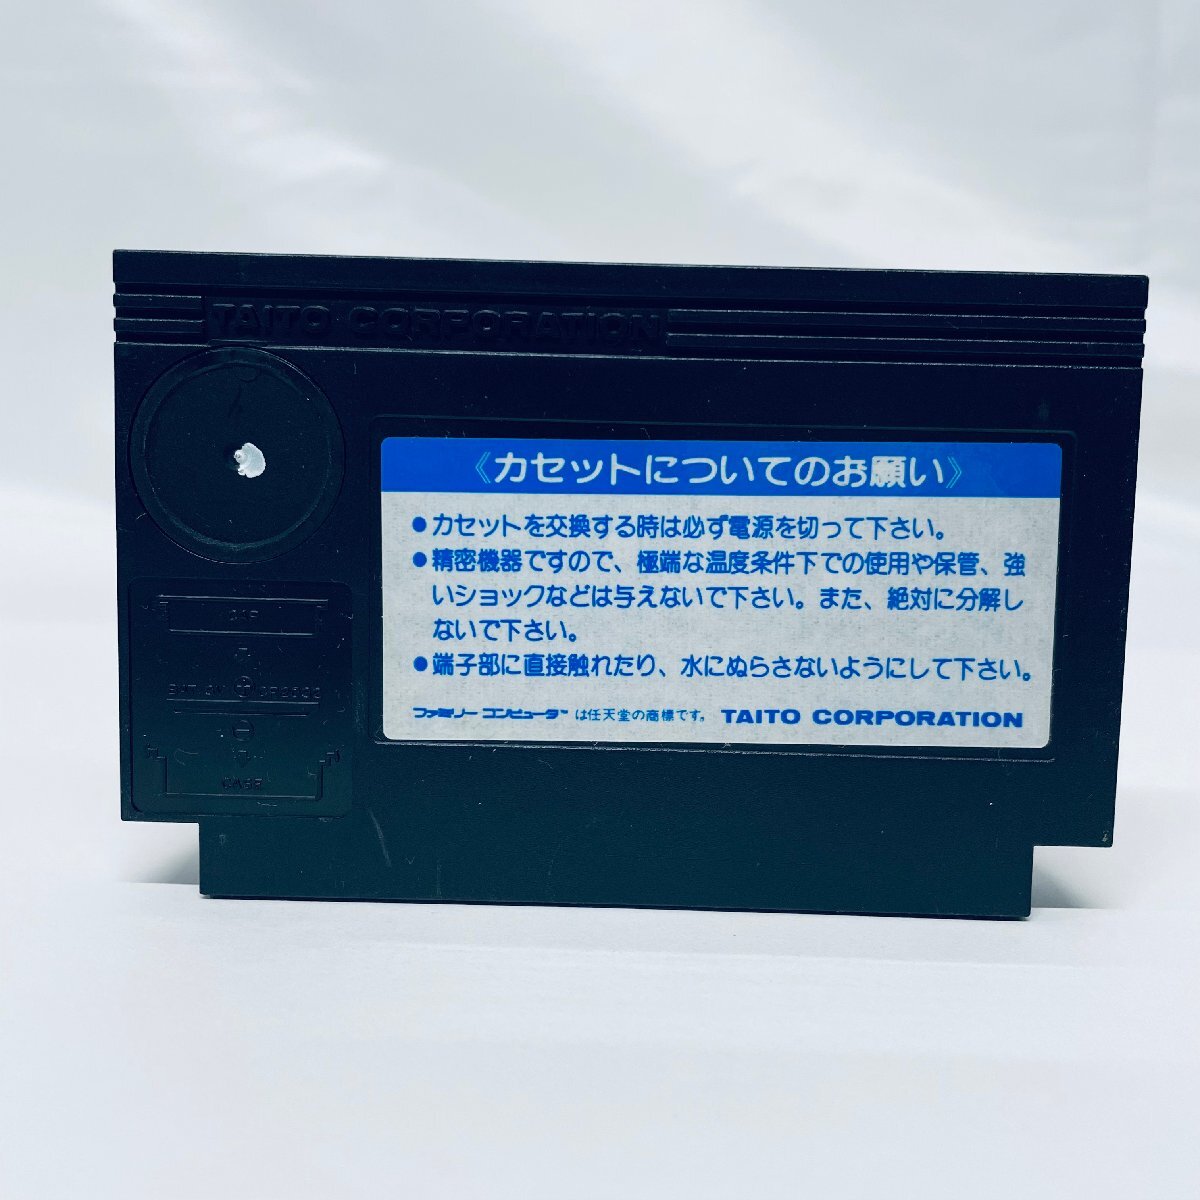 TAITO CORPORATION
《カセットについてのお願い》
●カセットを交換する時は必ず電源を切って下さい。
●精密機器ですので、極端な温度条件下での使用や保管、強
いショックなどは与えないで下さい。また、絶対に分解し
ないで下さい。
●端子部に直接触れたり、水にぬらさないようにして下さい。
ファミリーコンピュータ™は任天堂の商標です。 TAITO CORPORATION